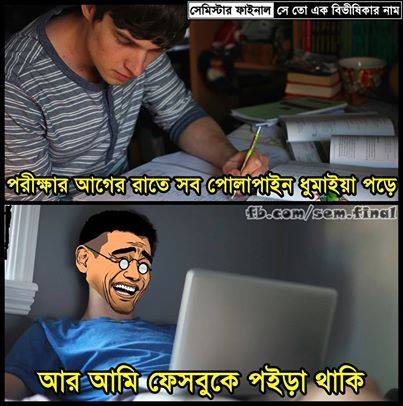 সেমিস্টার ফাইনাল সে তো এক বিভীষিকার নাম
পরীক্ষার আগের রাতে সব পোলাপাইন ধুমাইয়া পড়ে
fb.com/sem.final
আর আমি ফেসবুকে পইড়া থাকি